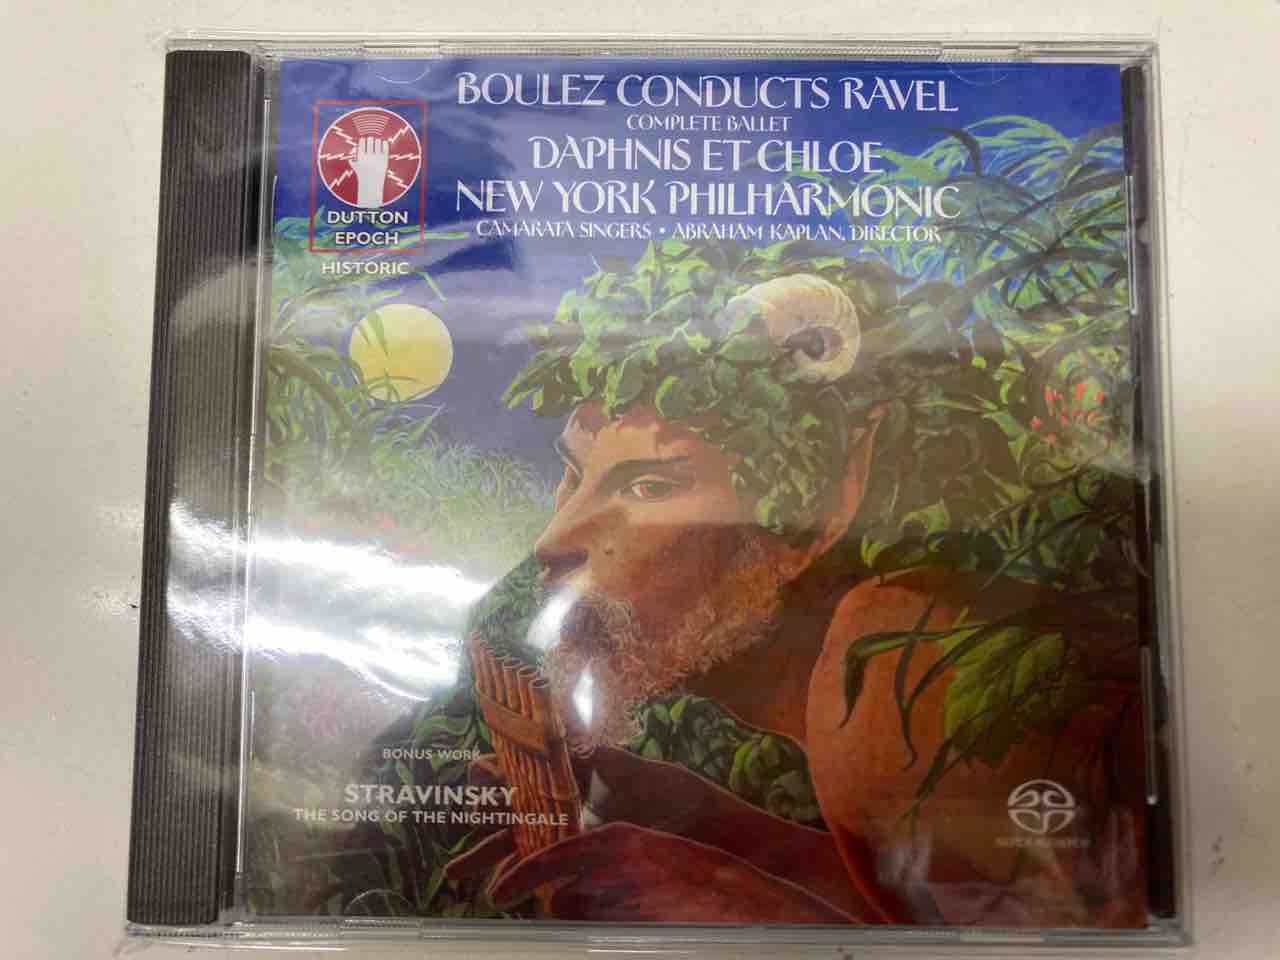 BOULEZ CONDUCTS RAVEL
COMPLETE BALLET
DAPHNIS ET CHLOE
NEW YORK PHILHARMONIC
CAMARATA SINGERS • ABRAHAM KAPLAN, DIRECTOR
DUTTON
EPOCH
HISTORIC
BONUS WORK
STRAVINSKY
THE SONG OF THE NIGHTINGALE